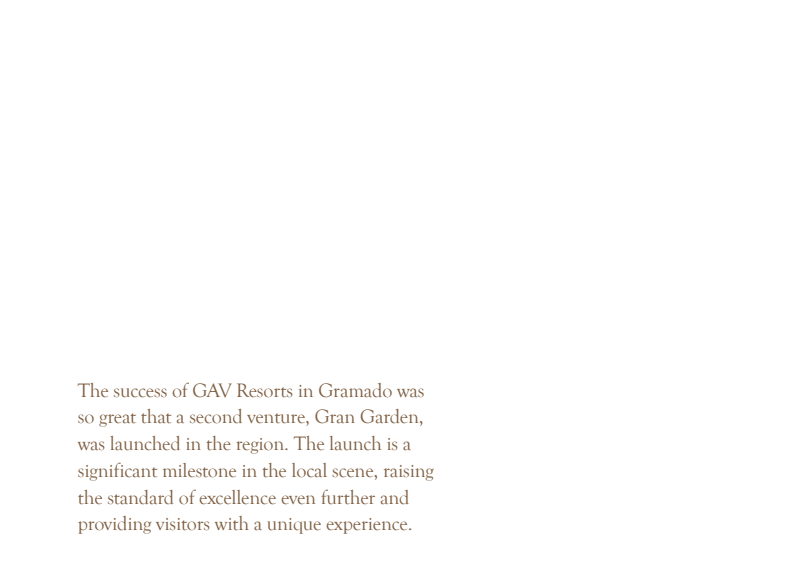 The success of GAV Resorts in Gramado was
so great that a second venture, Gran Garden,
was launched in the region. The launch is a
significant milestone in the local scene, raising
the standard of excellence even further and
providing visitors with a unique experience.